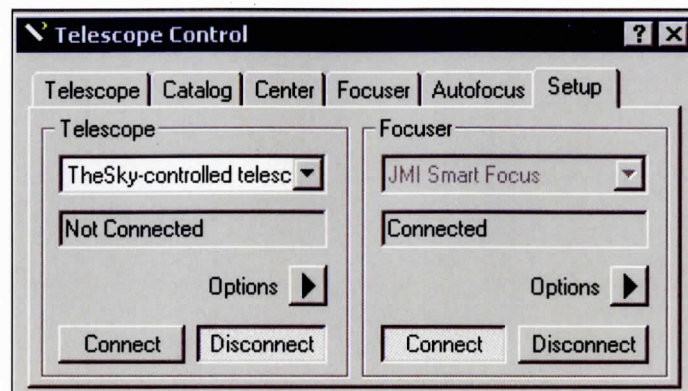 Telescope Control
Telescope Catalog Center Focuser Autofocus Setup
Telescope
TheSky-controlled telesc
Not Connected
Options
Connect Disconnect
Focuser
JMI Smart Focus
Connected
Options
Connect Disconnect